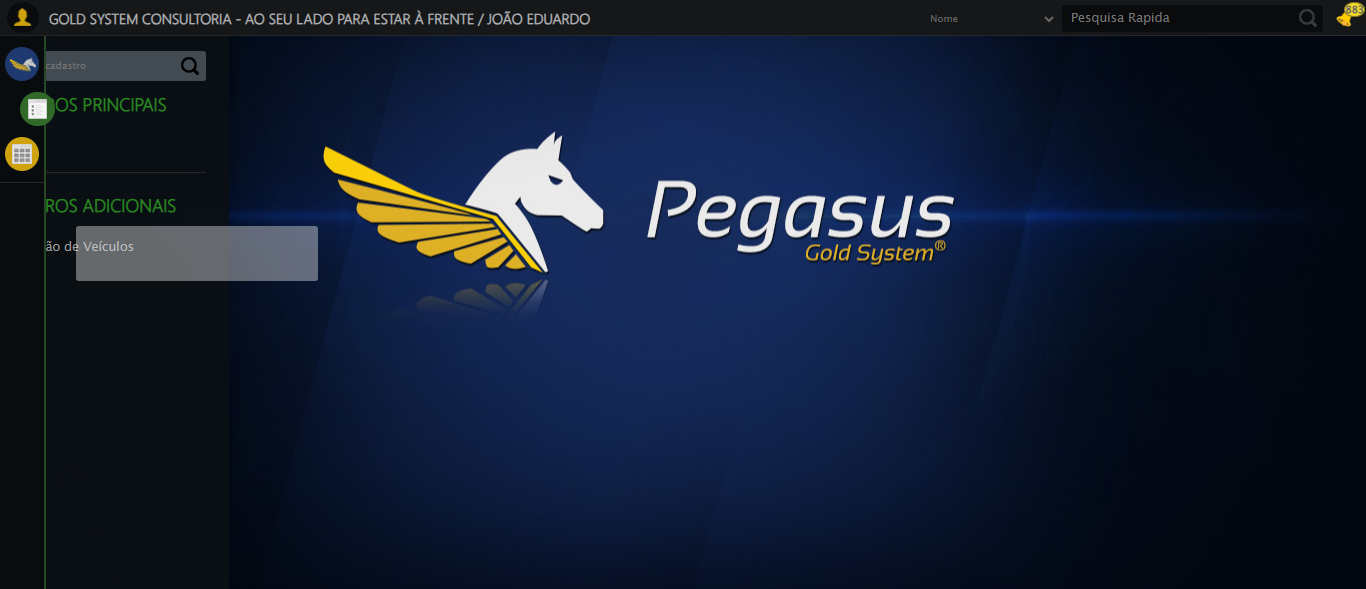 GOLD SYSTEM CONSULTORIA - AO SEU LADO PARA ESTAR À FRENTE / JOÃO EDUARDO
Nome
Pesquisa Rapida
883
cadastro
OS PRINCIPAIS
ROS ADICIONAIS
ão de Veículos
Pegasus
Gold System®